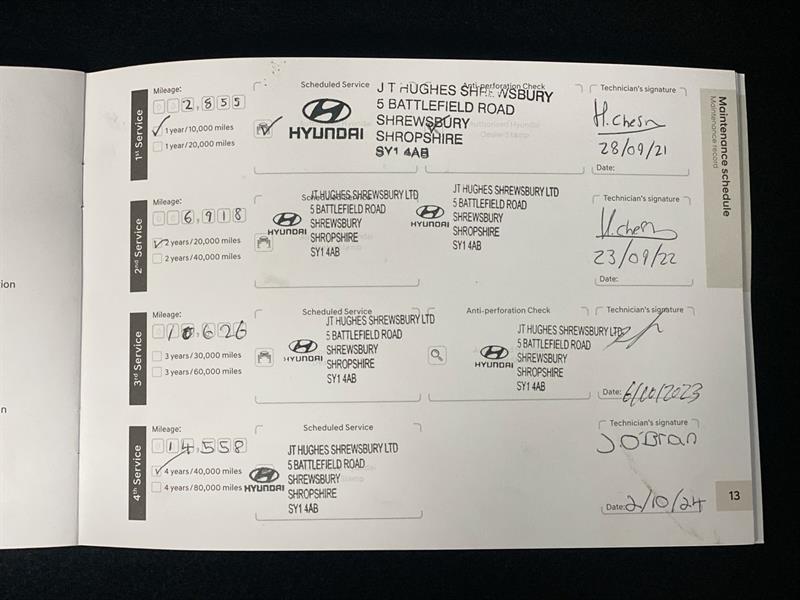 Maintenance schedule
Maintenance record
1st Service
Mileage:
2,855
1 year/10,000 miles
1 year/20,000 miles
Scheduled Service
HYUNDAI
Anti-perforation Check
J T HUGHES SHREWSBURY
5 BATTLEFIELD ROAD
SHREWSBURY
SHROPSHIRE
SY1 4AB
Technician's signature
28/09/21
Date:
2nd Service
Mileage:
6,918
2 years/20,000 miles
2 years/40,000 miles
HYUNDAI
JT HUGHES SHREWSBURY LTD
5 BATTLEFIELD ROAD
SHREWSBURY
SHROPSHIRE
SY1 4AB
HYUNDAI
JT HUGHES SHREWSBURY LTD
5 BATTLEFIELD ROAD
SHREWSBURY
SHROPSHIRE
SY1 4AB
Technician's signature
23/09/22
Date:
3rd Service
Mileage:
10,626
3 years/30,000 miles
3 years/60,000 miles
Scheduled Service
HYUNDAI
JT HUGHES SHREWSBURY LTD
5 BATTLEFIELD ROAD
SHREWSBURY
SHROPSHIRE
SY1 4AB
Anti-perforation Check
HYUNDAI
JT HUGHES SHREWSBURY LTD
5 BATTLEFIELD ROAD
SHREWSBURY
SHROPSHIRE
SY1 4AB
Technician's signature
Date: 6/10/2023
4th Service
Mileage:
14,558
4 years/40,000 miles
4 years/80,000 miles
Scheduled Service
HYUNDAI
JT HUGHES SHREWSBURY LTD
5 BATTLEFIELD ROAD
SHREWSBURY
SHROPSHIRE
SY1 4AB
Technician's signature
J O'Brian
Date: 2/10/24
13